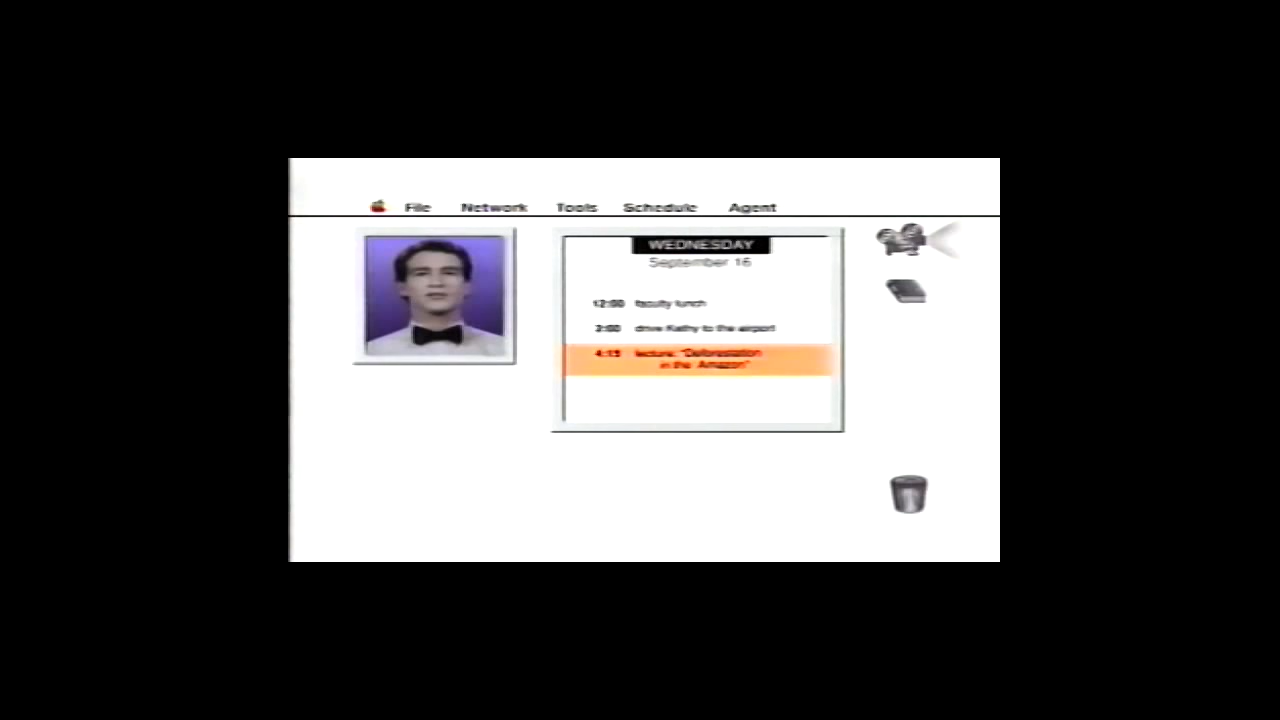 File Network Tools Schedule Agent
WEDNESDAY
September 16
12:00 faculty lunch
3:00 drive Kathy to the airport
4:15 lecture: "Deforestation
in the Amazon"